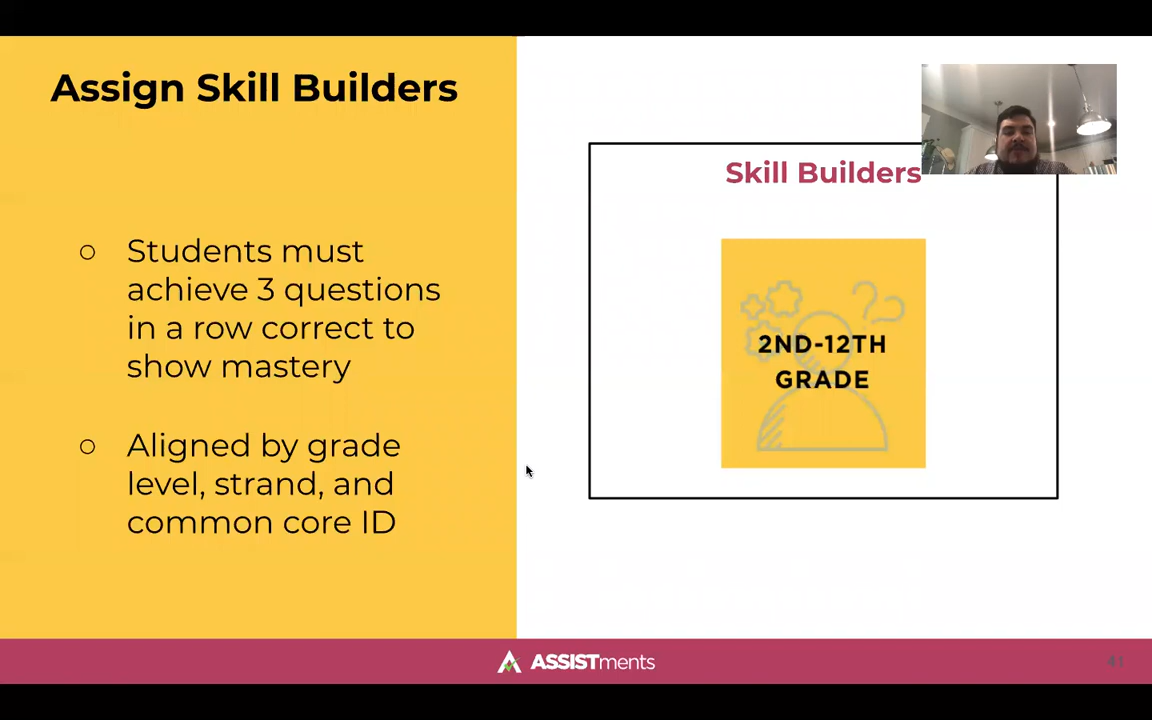 Assign Skill Builders
Students must
achieve 3 questions
in a row correct to
show mastery
Aligned by grade
level, strand, and
common core ID
Skill Builders
2ND-12TH
GRADE
ASSISTments
41